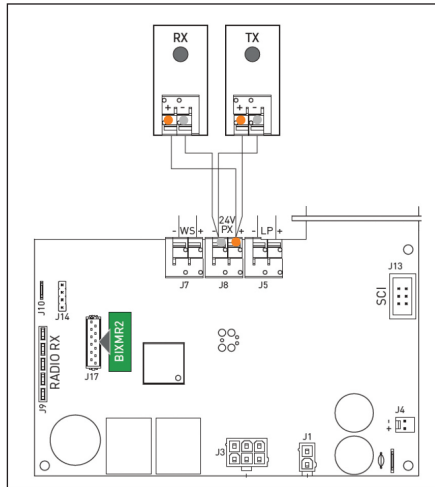 RX
TX
+ -
+ -
24V
- WS + - PX + - LP +
J7
J8
J5
J13
SCI
J10
J14
BIXMR2
RADIO RX
J17
J9
J4
- +
J3
J1